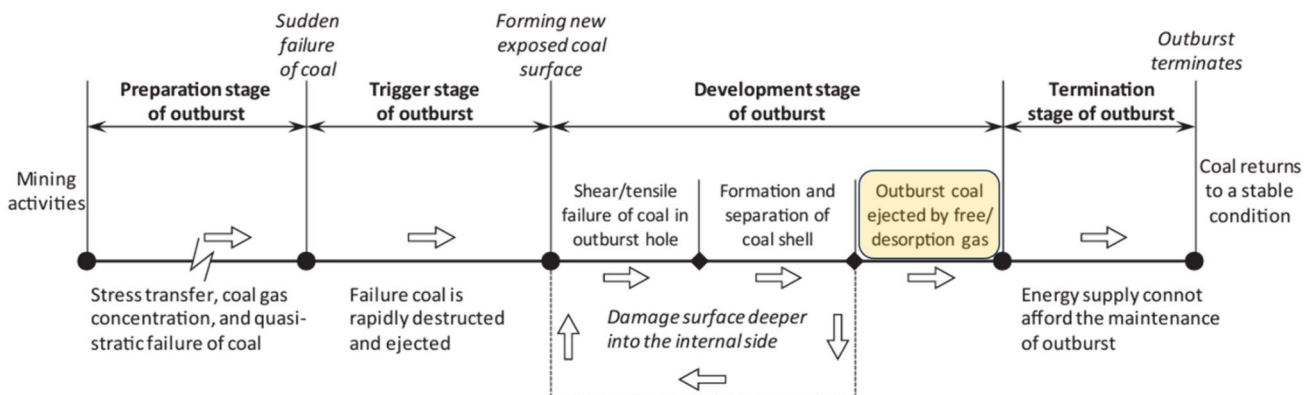 Sudden
failure
of coal
Forming new
exposed coal
surface
Outburst
terminates
Preparation stage
of outburst
Trigger stage
of outburst
Development stage
of outburst
Termination
stage of outburst
Mining
activities
Shear/tensile
failure of coal in
outburst hole
Formation and
separation of
coal shell
Outburst coal
ejected by free/
desorption gas
Coal returns
to a stable
condition
Stress transfer, coal gas
concentration, and quasi-
stratic failure of coal
Failure coal is
rapidly destructed
and ejected
Damage surface deeper
into the internal side
Energy supply connot
afford the maintenance
of outburst